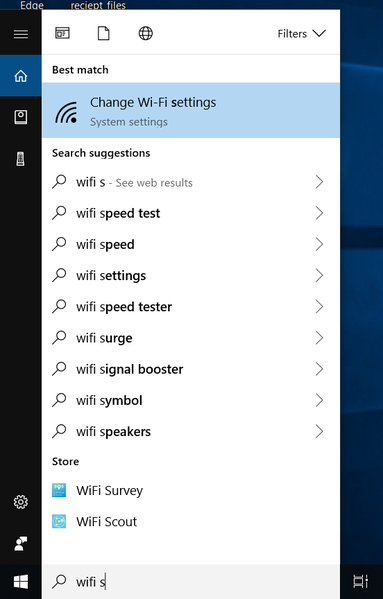 Edge reciept files
Filters
Best match
Change Wi-Fi settings
System settings
Search suggestions
wifi s - See web results
wifi speed test
wifi speed
wifi settings
wifi speed tester
wifi surge
wifi signal booster
wifi symbol
wifi speakers
Store
WiFi Survey
WiFi Scout
wifi s